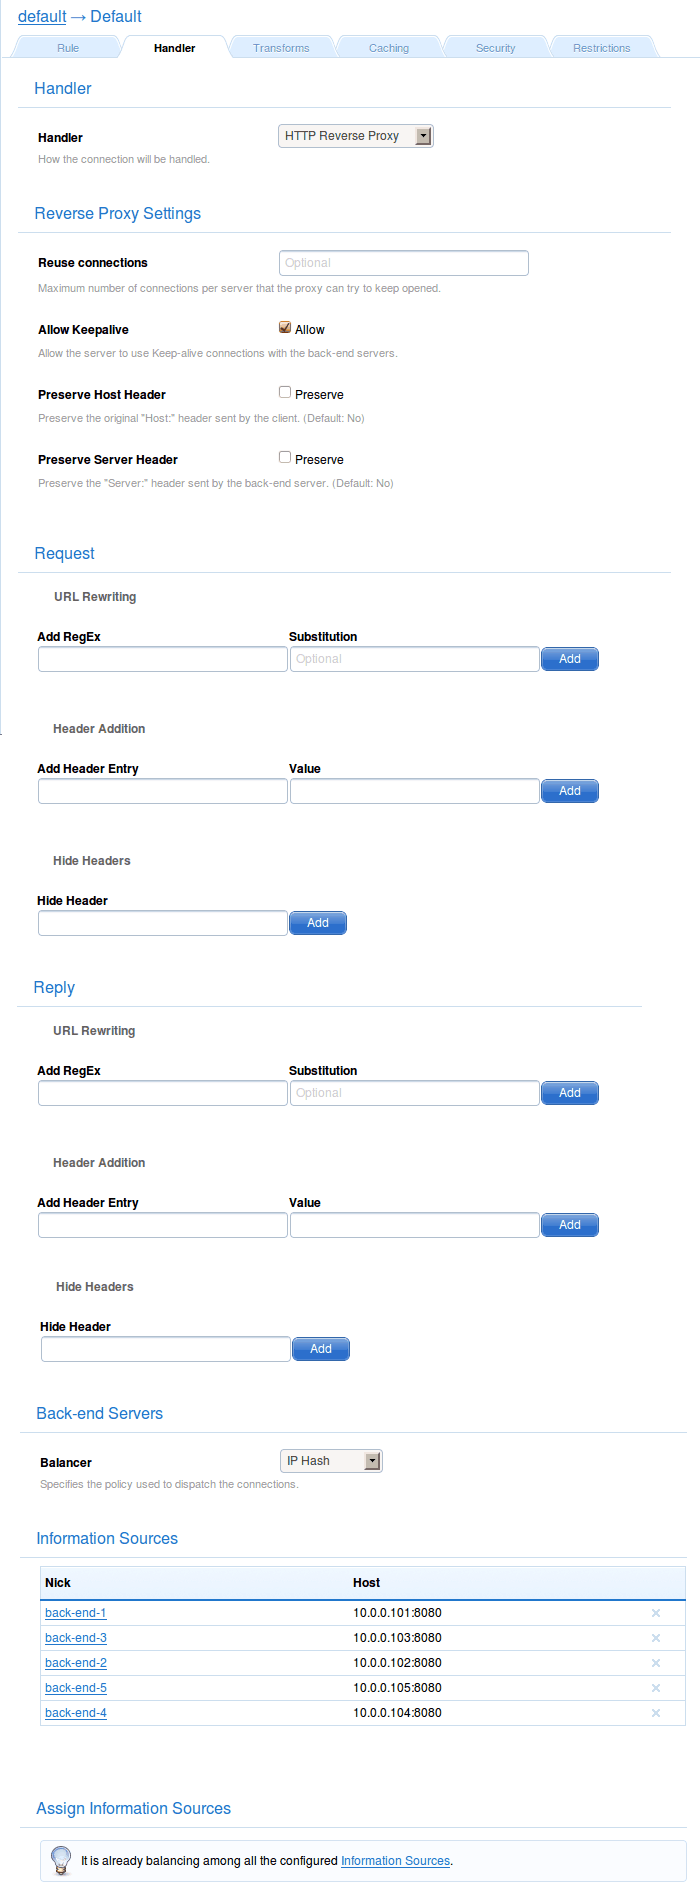 default → Default
Rule Handler Transforms Caching Security Restrictions
Handler
Handler HTTP Reverse Proxy
How the connection will be handled.
Reverse Proxy Settings
Reuse connections Optional
Maximum number of connections per server that the proxy can try to keep opened.
Allow Keepalive Allow
Allow the server to use Keep-alive connections with the back-end servers.
Preserve Host Header Preserve
Preserve the original "Host:" header sent by the client. (Default: No)
Preserve Server Header Preserve
Preserve the "Server:" header sent by the back-end server. (Default: No)
Request
URL Rewriting
Add RegEx Substitution
Optional Add
Header Addition
Add Header Entry Value
Add
Hide Headers
Hide Header
Add
Reply
URL Rewriting
Add RegEx Substitution
Optional Add
Header Addition
Add Header Entry Value
Add
Hide Headers
Hide Header
Add
Back-end Servers
Balancer IP Hash
Specifies the policy used to dispatch the connections.
Information Sources
Nick Host
back-end-1 10.0.0.101:8080
back-end-3 10.0.0.103:8080
back-end-2 10.0.0.102:8080
back-end-5 10.0.0.105:8080
back-end-4 10.0.0.104:8080
Assign Information Sources
It is already balancing among all the configured Information Sources.